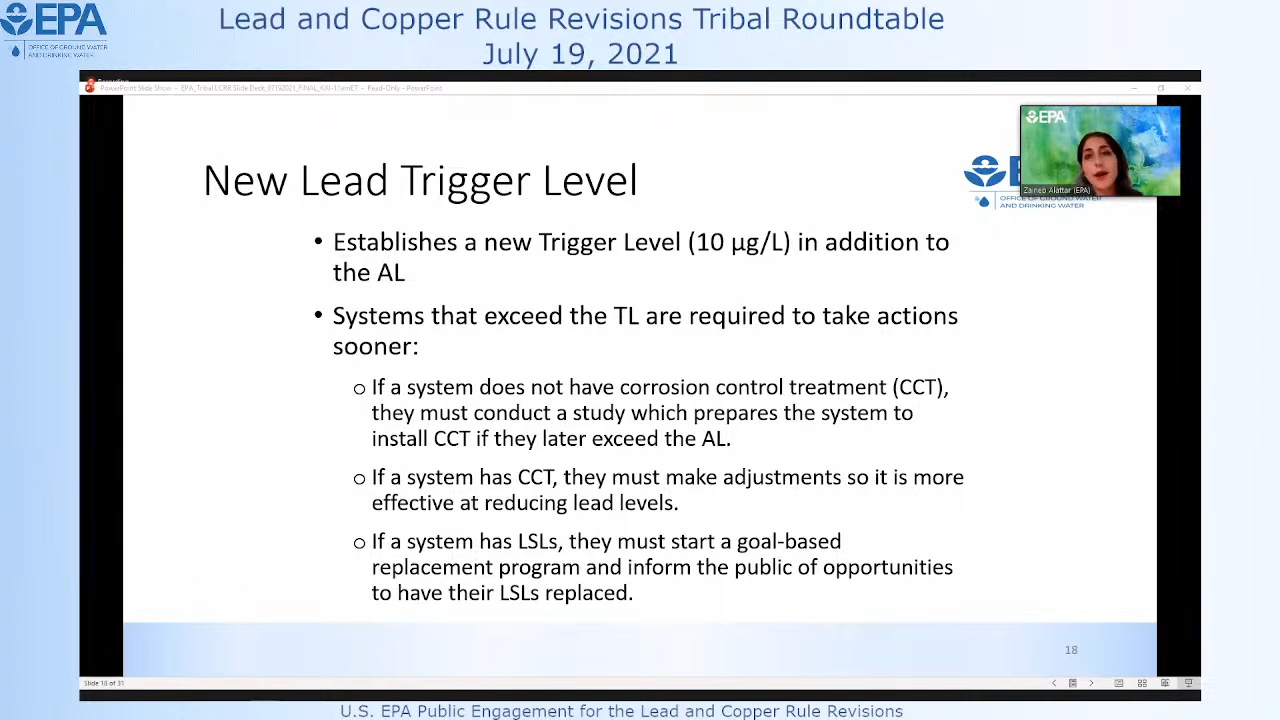 EPA
OFFICE OF GROUND WATER
AND DRINKING WATER
Lead and Copper Rule Revisions Tribal Roundtable
July 19, 2021
Recording
PowerPoint Slide Show – EPA_Tribal LCRR Slide Deck_07192021_FINAL_KAI-11amET – Read-Only - PowerPoint
EPA
Zaineb Alattar (EPA)
OFFICE OF GROUND WATER
AND DRINKING WATER
New Lead Trigger Level
• Establishes a new Trigger Level (10 µg/L) in addition to
the AL
• Systems that exceed the TL are required to take actions
sooner:
o If a system does not have corrosion control treatment (CCT),
they must conduct a study which prepares the system to
install CCT if they later exceed the AL.
o If a system has CCT, they must make adjustments so it is more
effective at reducing lead levels.
o If a system has LSLs, they must start a goal-based
replacement program and inform the public of opportunities
to have their LSLs replaced.
18
Slide 18 of 31
U.S. EPA Public Engagement for the Lead and Copper Rule Revisions